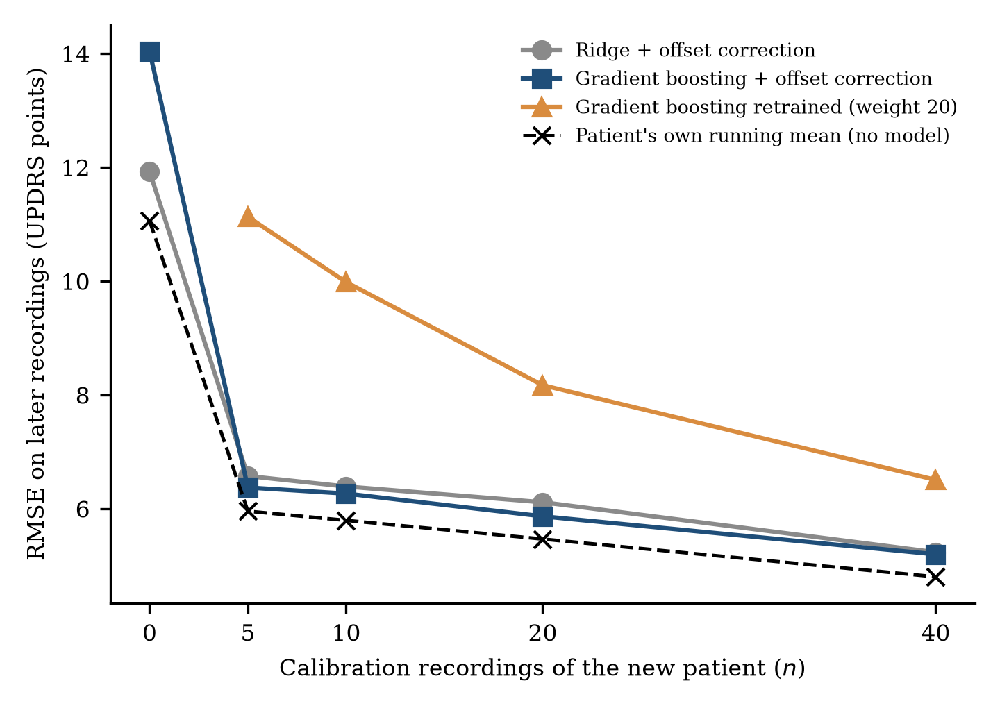 Ridge + offset correction
Gradient boosting + offset correction
Gradient boosting retrained (weight 20)
Patient's own running mean (no model)
RMSE on later recordings (UPDRS points)
14
12
10
8
6
0 5 10 20 40
Calibration recordings of the new patient (n)